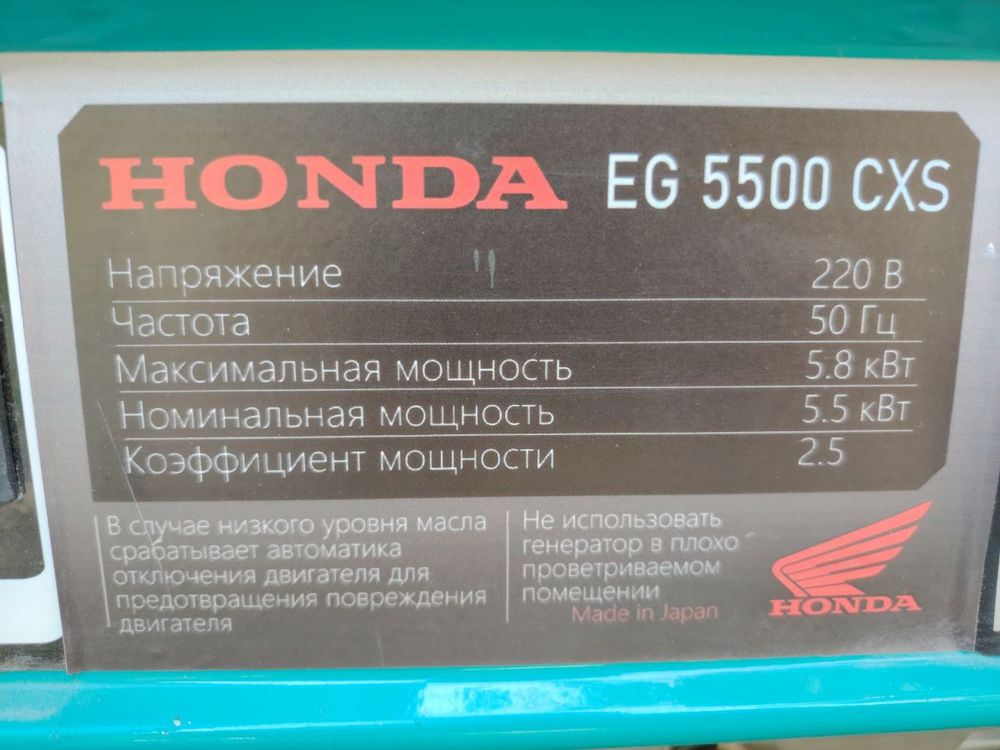 HONDA EG 5500 CXS
Напряжение 220 В
Частота 50 Гц
Максимальная мощность 5.8 кВт
Номинальная мощность 5.5 кВт
Коэффициент мощности 2.5
В случае низкого уровня масла
срабатывает автоматика
отключения двигателя для
предотвращения повреждения
двигателя
Не использовать
генератор в плохо
проветриваемом
помещении
Made in Japan
HONDA